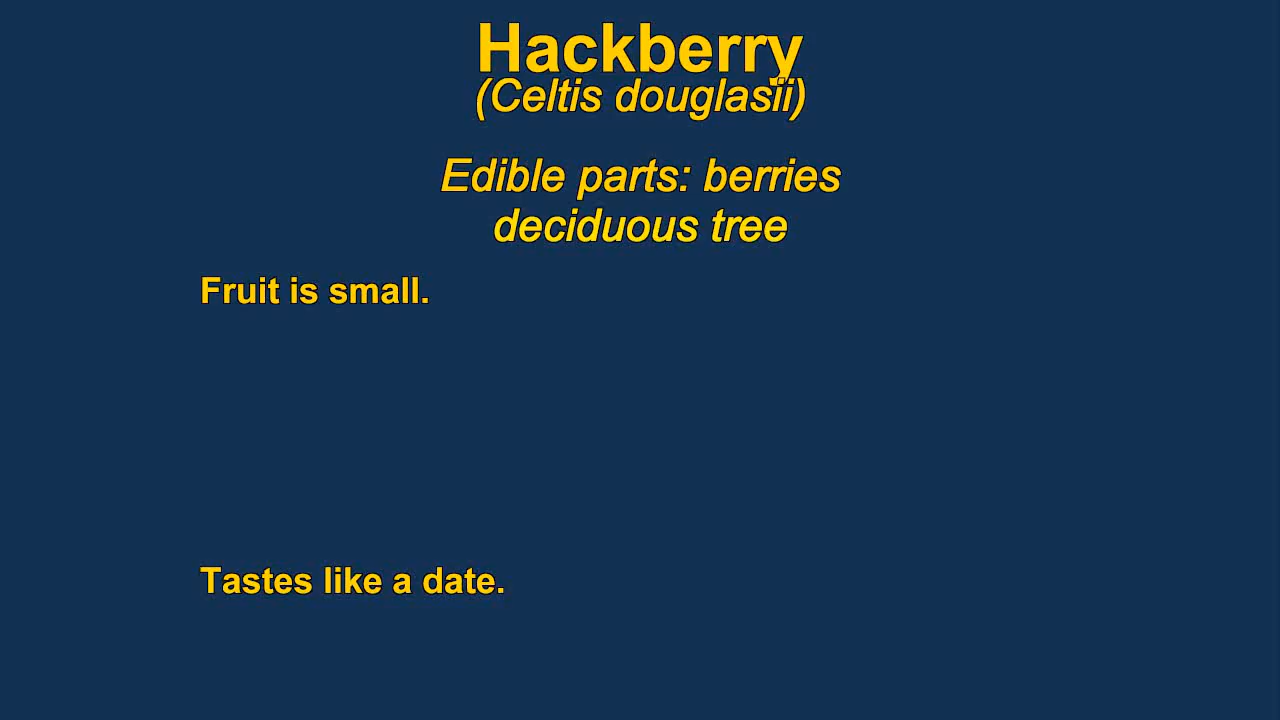 Hackberry
(Celtis douglasii)
Edible parts: berries
deciduous tree
Fruit is small.
Tastes like a date.